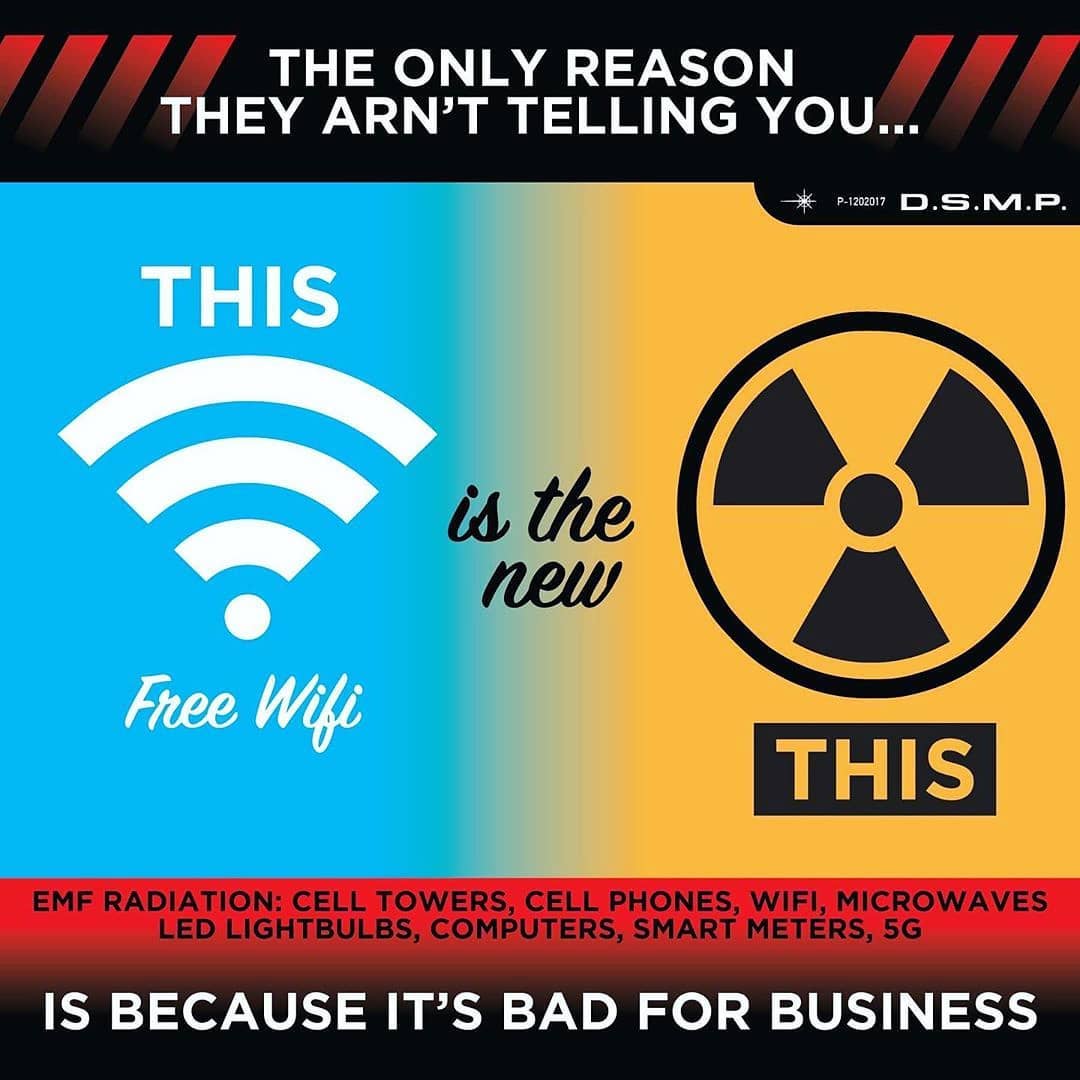 THE ONLY REASON
THEY ARN'T TELLING YOU...
P-1202017 D.S.M.P.
THIS
is the
new
Free Wifi
THIS
EMF RADIATION: CELL TOWERS, CELL PHONES, WIFI, MICROWAVES
LED LIGHTBULBS, COMPUTERS, SMART METERS, 5G
IS BECAUSE IT'S BAD FOR BUSINESS